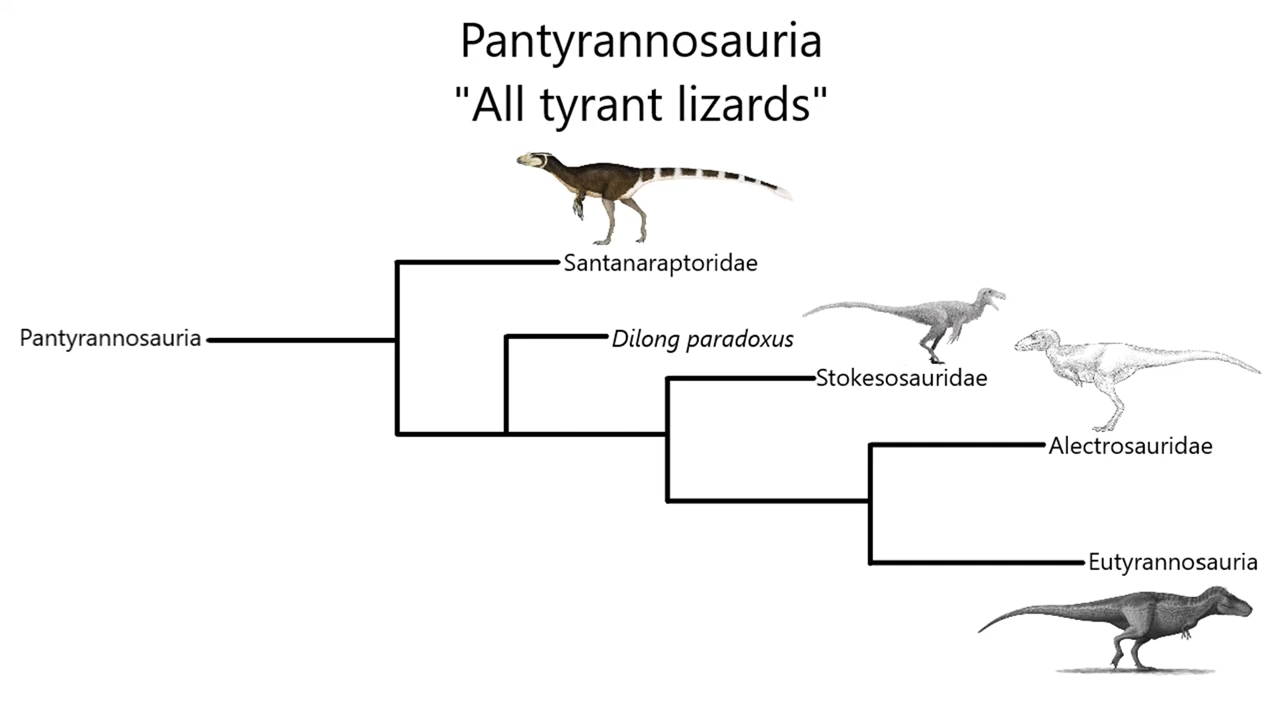 Pantyrannosauria
"All tyrant lizards"
Santanaraptoridae
Pantyrannosauria
Dilong paradoxus
Stokesosauridae
Alectrosauridae
Eutyrannosauria